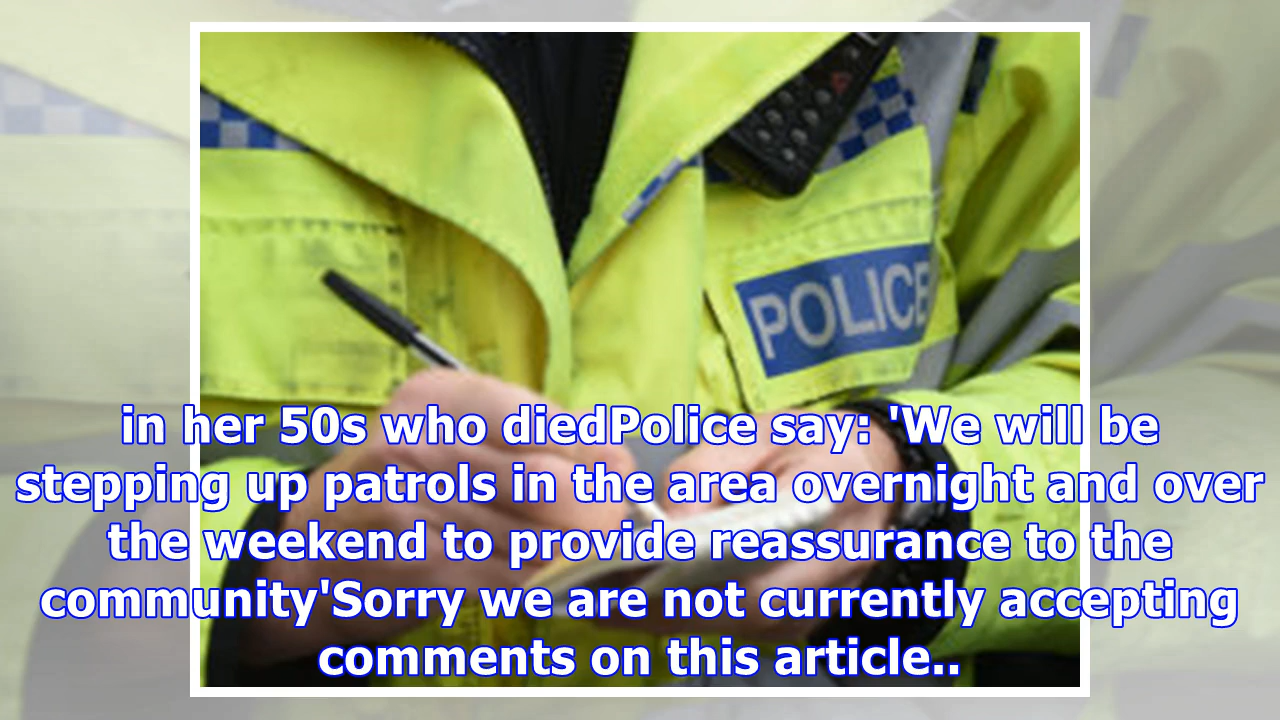 POLICE
in her 50s who diedPolice say: 'We will be
stepping up patrols in the area overnight and over
the weekend to provide reassurance to the
community'Sorry we are not currently accepting
comments on this article..